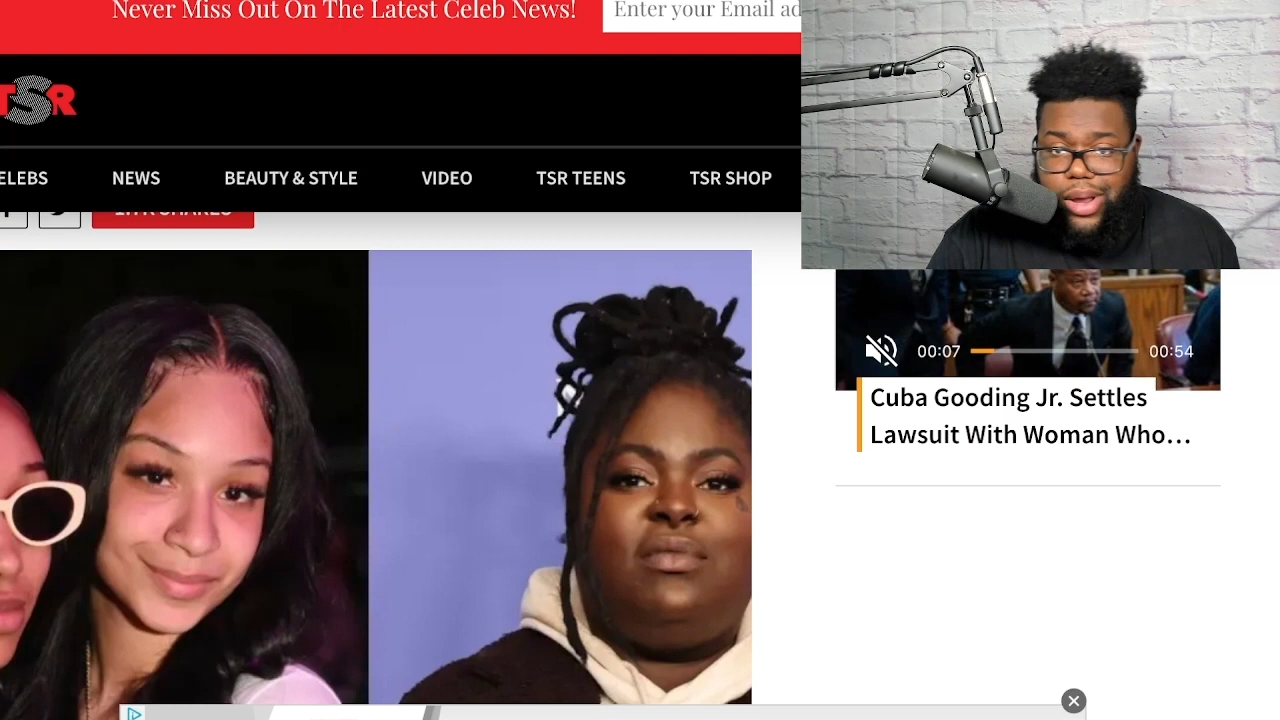 Never Miss Out On The Latest Celeb News!
Enter your Email ad
TSR
ELEBS
NEWS
BEAUTY & STYLE
VIDEO
TSR TEENS
TSR SHOP
SHARES
00:07
00:54
Cuba Gooding Jr. Settles
Lawsuit With Woman Who...